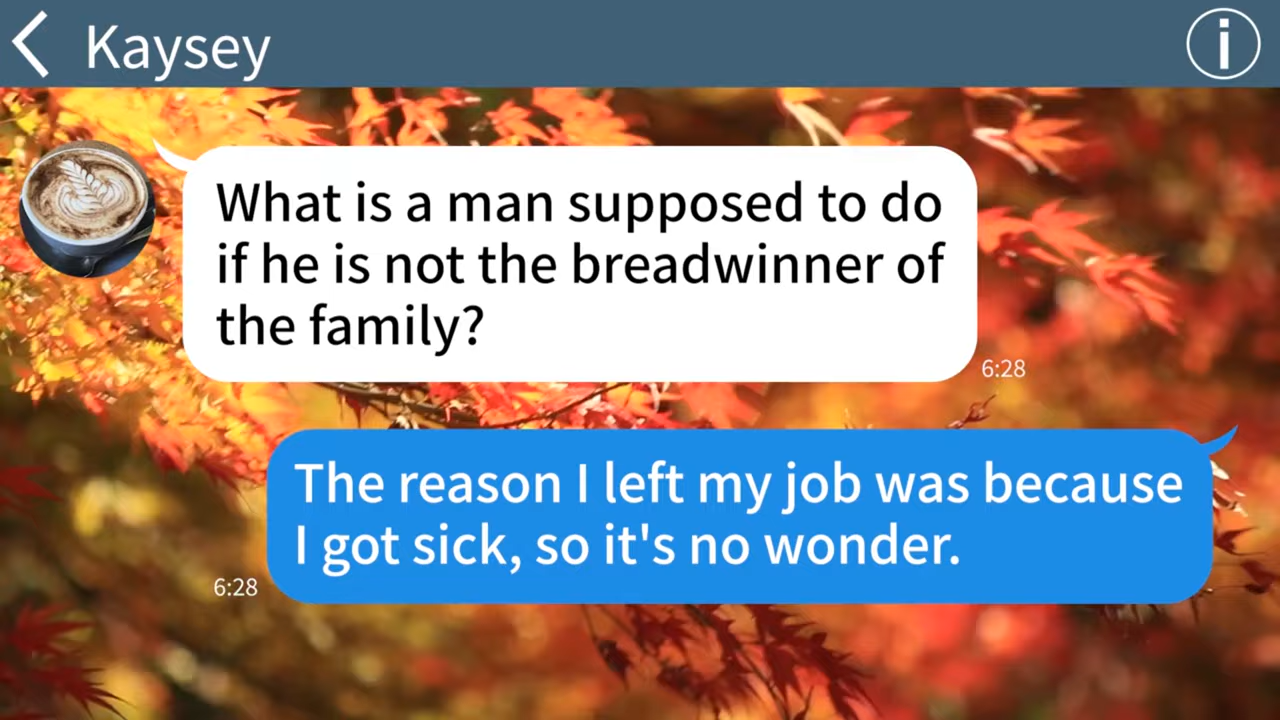 Kaysey
What is a man supposed to do
if he is not the breadwinner of
the family?
6:28
The reason I left my job was because
I got sick, so it's no wonder.
6:28